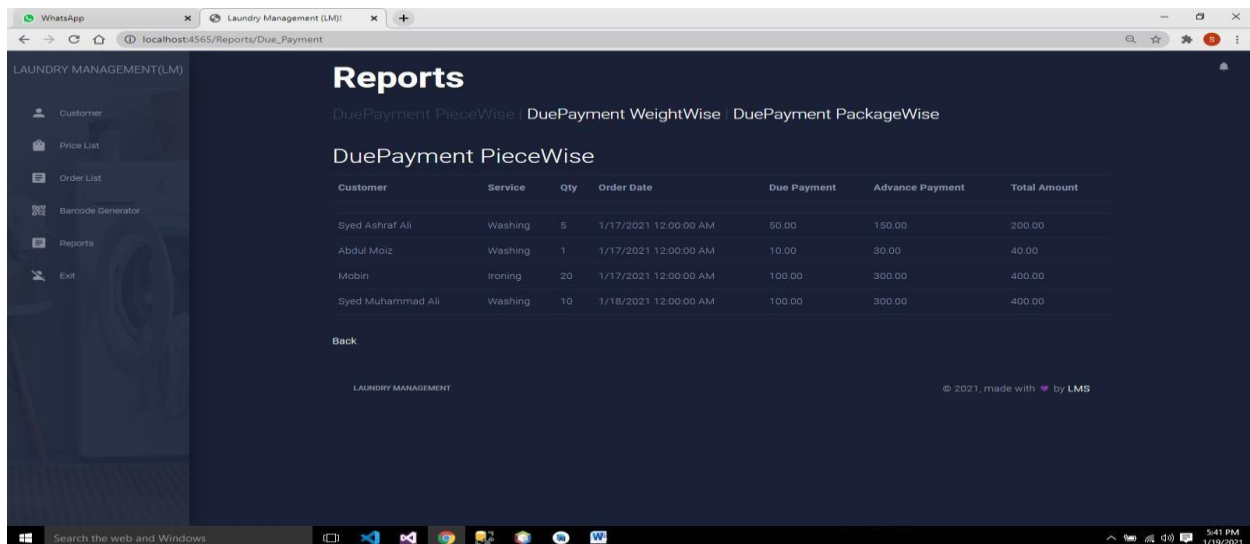 WhatsApp
Laundry Management (LM)!
localhost:4565/Reports/Due_Payment
S
LAUNDRY MANAGEMENT(LM)
Customer
Price List
Order List
Barcode Generator
Reports
Exit
Reports
DuePayment PieceWise | DuePayment WeightWise | DuePayment PackageWise
DuePayment PieceWise
Customer Service Qty Order Date Due Payment Advance Payment Total Amount
Syed Ashraf Ali Washing 5 1/17/2021 12:00:00 AM 50.00 150.00 200.00
Abdul Moiz Washing 1 1/17/2021 12:00:00 AM 10.00 30.00 40.00
Mobin Ironing 20 1/17/2021 12:00:00 AM 100.00 300.00 400.00
Syed Muhammad Ali Washing 10 1/18/2021 12:00:00 AM 100.00 300.00 400.00
Back
LAUNDRY MANAGEMENT
© 2021, made with by LMS
Search the web and Windows
5:41 PM
1/19/2021